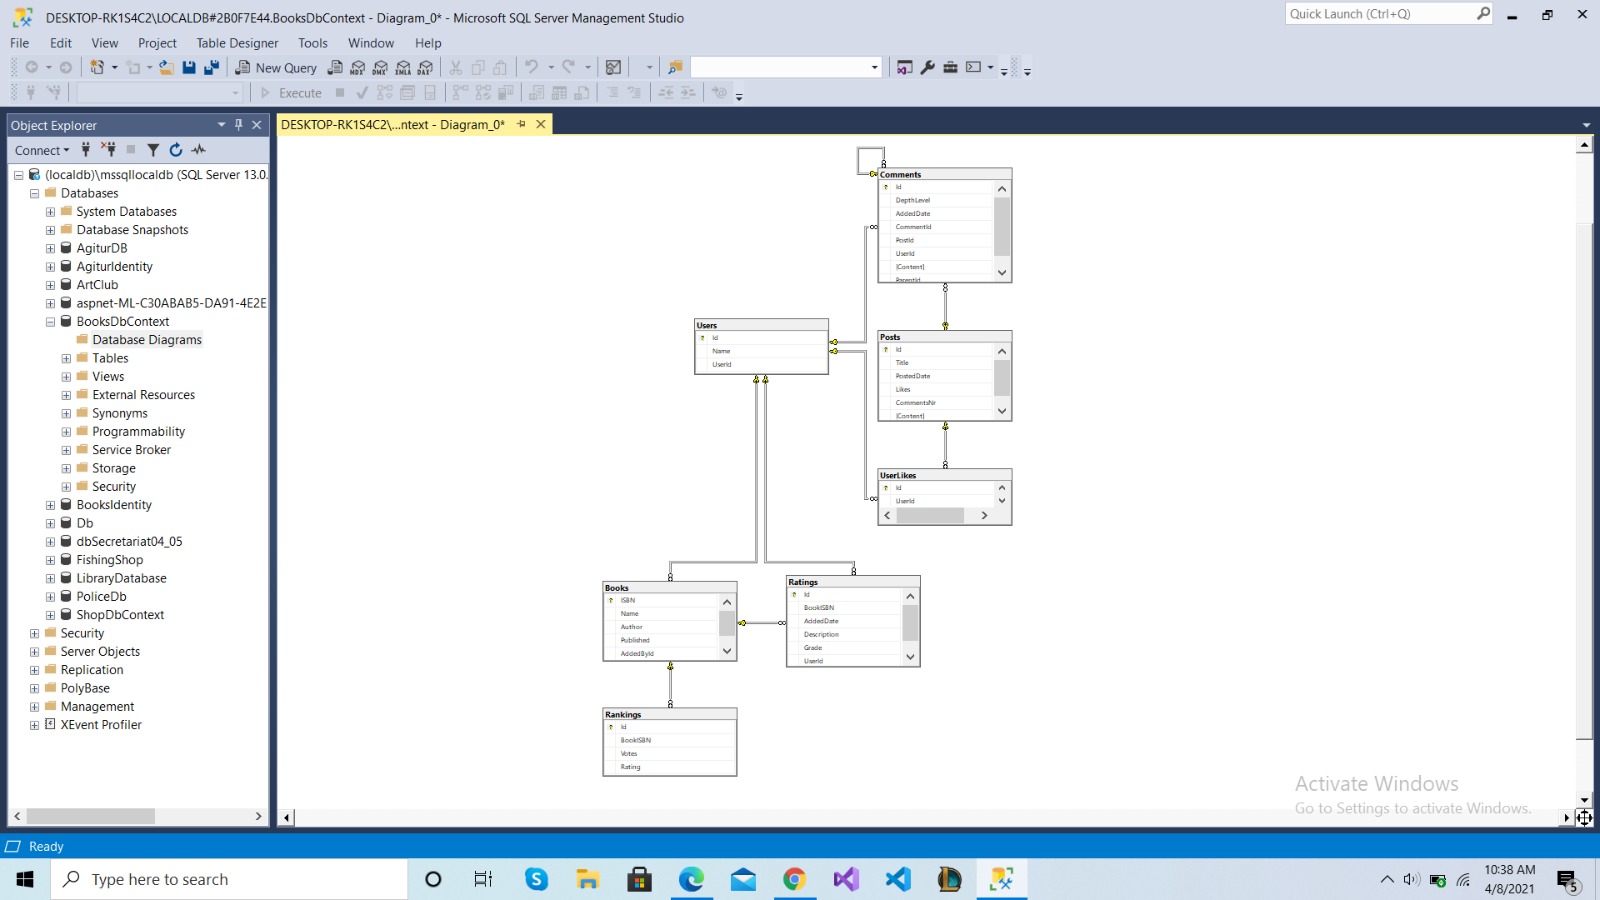 DESKTOP-RK1S4C2\LOCALDB#2B0F7E44.BooksDbContext - Diagram_0* - Microsoft SQL Server Management Studio
Quick Launch (Ctrl+Q)
File Edit View Project Table Designer Tools Window Help
New Query
MDX DMX XMLA DAX
Execute
Object Explorer
DESKTOP-RK1S4C2\...ntext - Diagram_0*
Connect
(localdb)\mssqllocaldb (SQL Server 13.0.
Databases
System Databases
Database Snapshots
AgiturDB
AgiturIdentity
ArtClub
aspnet-ML-C30ABAB5-DA91-4E2E
BooksDbContext
Database Diagrams
Tables
Views
External Resources
Synonyms
Programmability
Service Broker
Storage
Security
BooksIdentity
Db
dbSecretariat04_05
FishingShop
LibraryDatabase
PoliceDb
ShopDbContext
Security
Server Objects
Replication
PolyBase
Management
XEvent Profiler
Comments
Id
DepthLevel
AddedDate
CommentId
PostId
UserId
[Content]
ParentId
Users
Id
Name
UserId
Posts
Id
Title
PostedDate
Likes
CommentsNr
[Content]
UserLikes
Id
UserId
Books
ISBN
Name
Author
Published
AddedById
Ratings
Id
BookISBN
AddedDate
Description
Grade
UserId
Rankings
Id
BookISBN
Votes
Rating
Activate Windows
Go to Settings to activate Windows.
Ready
Type here to search
10:38 AM
4/8/2021
5